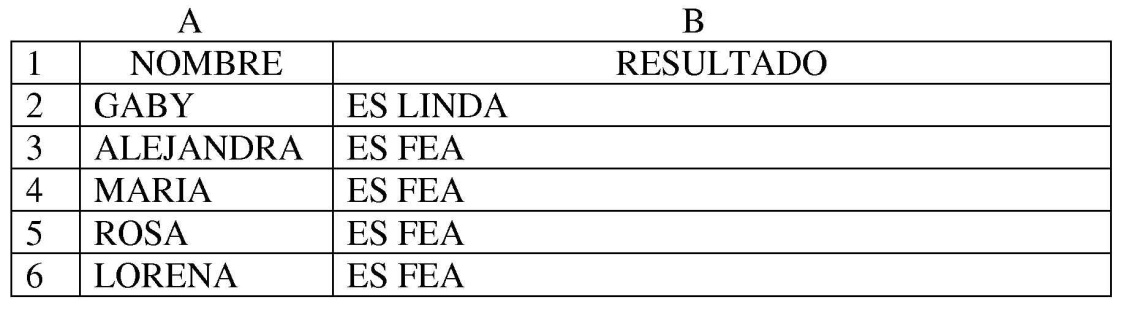 A B
1 NOMBRE RESULTADO
2 GABY ES LINDA
3 ALEJANDRA ES FEA
4 MARIA ES FEA
5 ROSA ES FEA
6 LORENA ES FEA